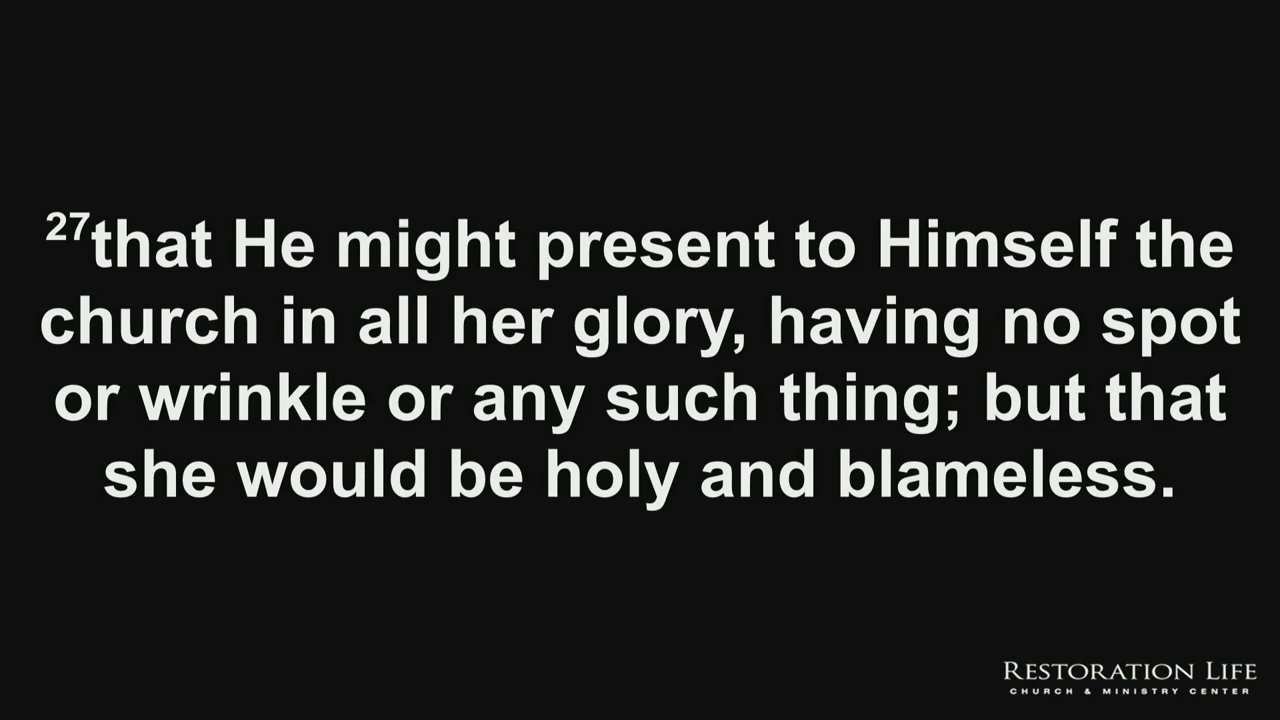 27that He might present to Himself the
church in all her glory, having no spot
or wrinkle or any such thing; but that
she would be holy and blameless.
RESTORATION LIFE
CHURCH & MINISTRY CENTER